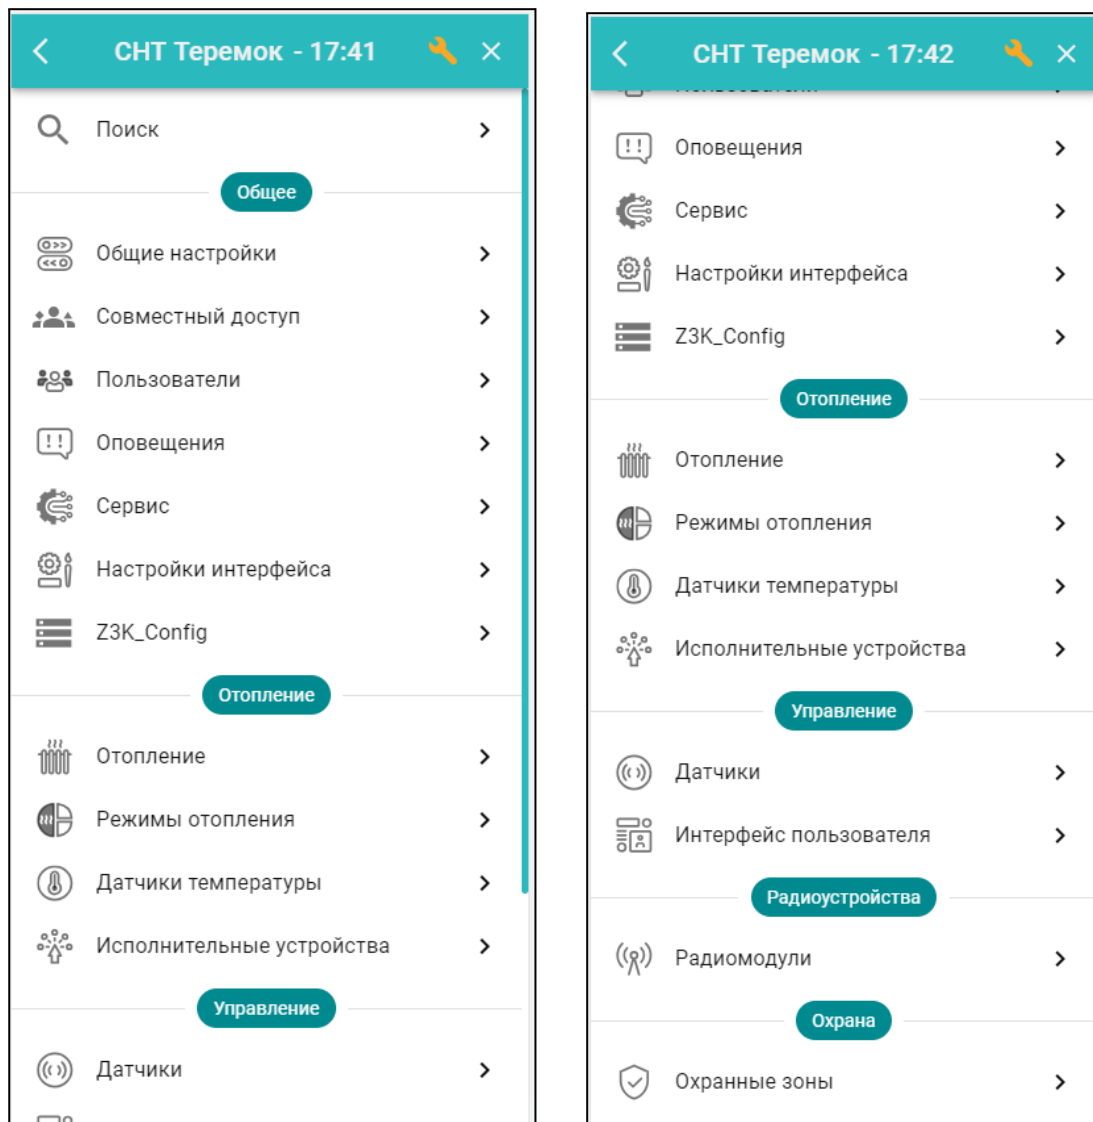 СНТ Теремок - 17:41
Поиск
Общее
Общие настройки
Совместный доступ
Пользователи
Оповещения
Сервис
Настройки интерфейса
Z3K_Config
Отопление
Отопление
Режимы отопления
Датчики температуры
Исполнительные устройства
Управление
Датчики
СНТ Теремок - 17:42
Оповещения
Сервис
Настройки интерфейса
Z3K_Config
Отопление
Отопление
Режимы отопления
Датчики температуры
Исполнительные устройства
Управление
Датчики
Интерфейс пользователя
Радиоустройства
Радиомодули
Охрана
Охранные зоны